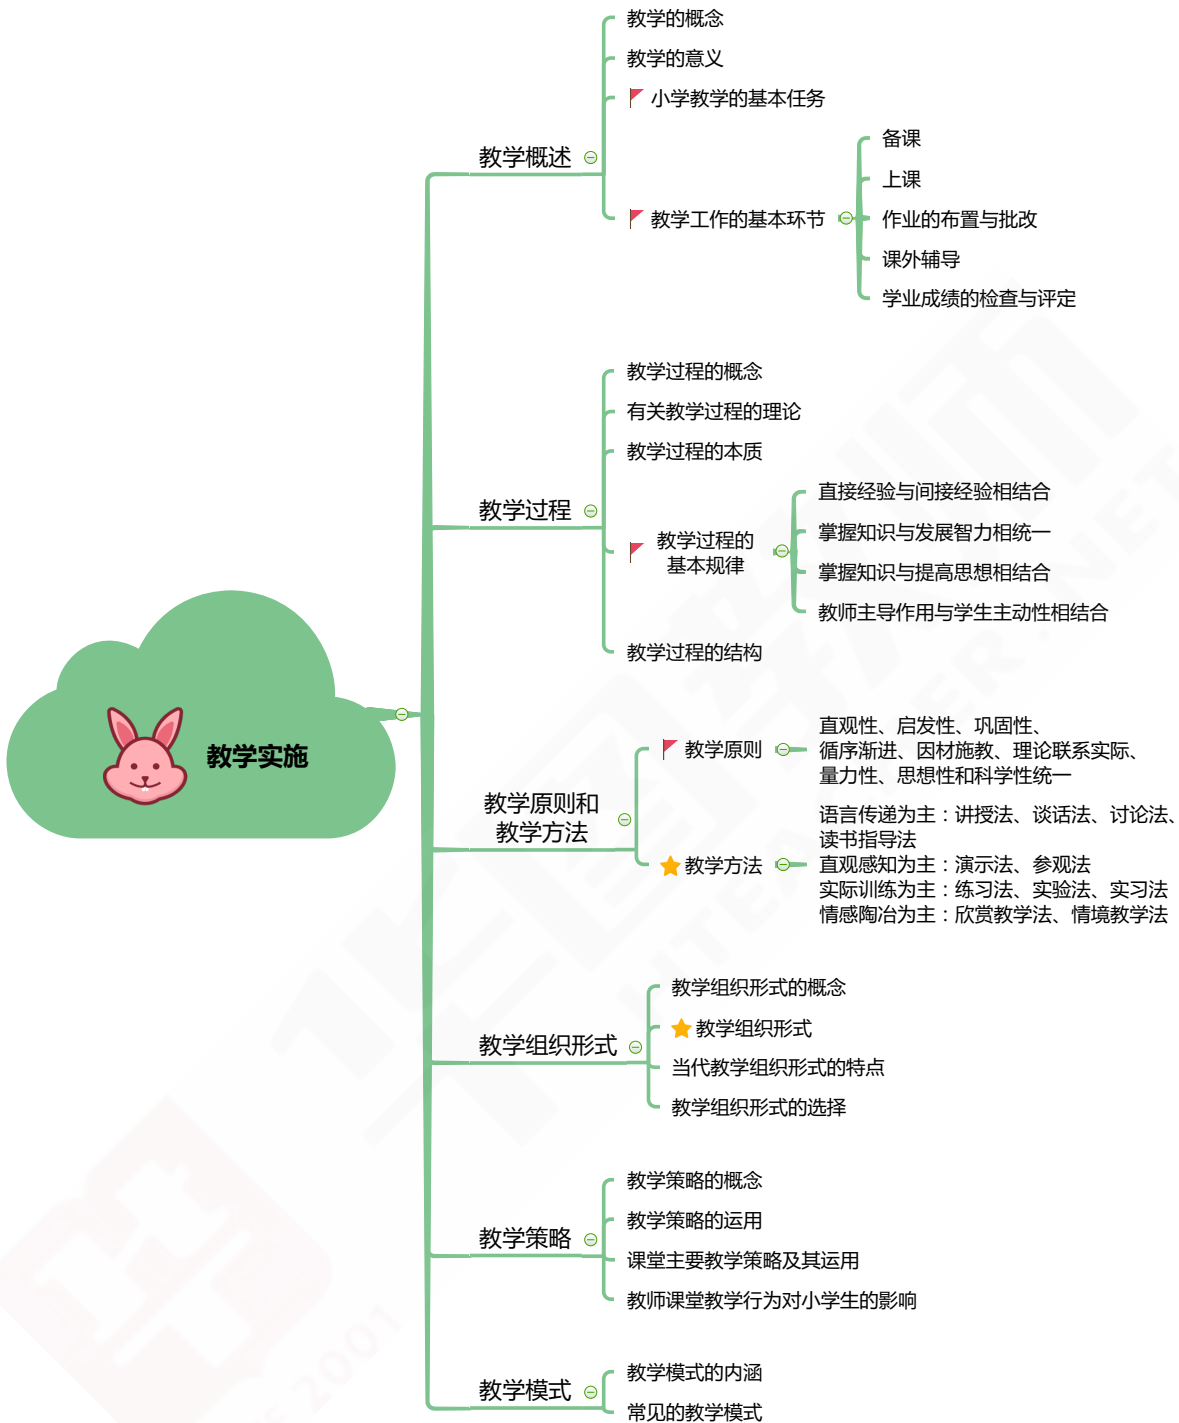 教学实施
教学概述
教学的概念
教学的意义
小学教学的基本任务
教学工作的基本环节
备课
上课
作业的布置与批改
课外辅导
学业成绩的检查与评定
教学过程
教学过程的概念
有关教学过程的理论
教学过程的本质
教学过程的
基本规律
直接经验与间接经验相结合
掌握知识与发展智力相统一
掌握知识与提高思想相结合
教师主导作用与学生主动性相结合
教学过程的结构
教学原则和
教学方法
教学原则
直观性、启发性、巩固性、
循序渐进、因材施教、理论联系实际、
量力性、思想性和科学性统一
教学方法
语言传递为主：讲授法、谈话法、讨论法、
读书指导法
直观感知为主：演示法、参观法
实际训练为主：练习法、实验法、实习法
情感陶冶为主：欣赏教学法、情境教学法
教学组织形式
教学组织形式的概念
教学组织形式
当代教学组织形式的特点
教学组织形式的选择
教学策略
教学策略的概念
教学策略的运用
课堂主要教学策略及其运用
教师课堂教学行为对小学生的影响
教学模式
教学模式的内涵
常见的教学模式